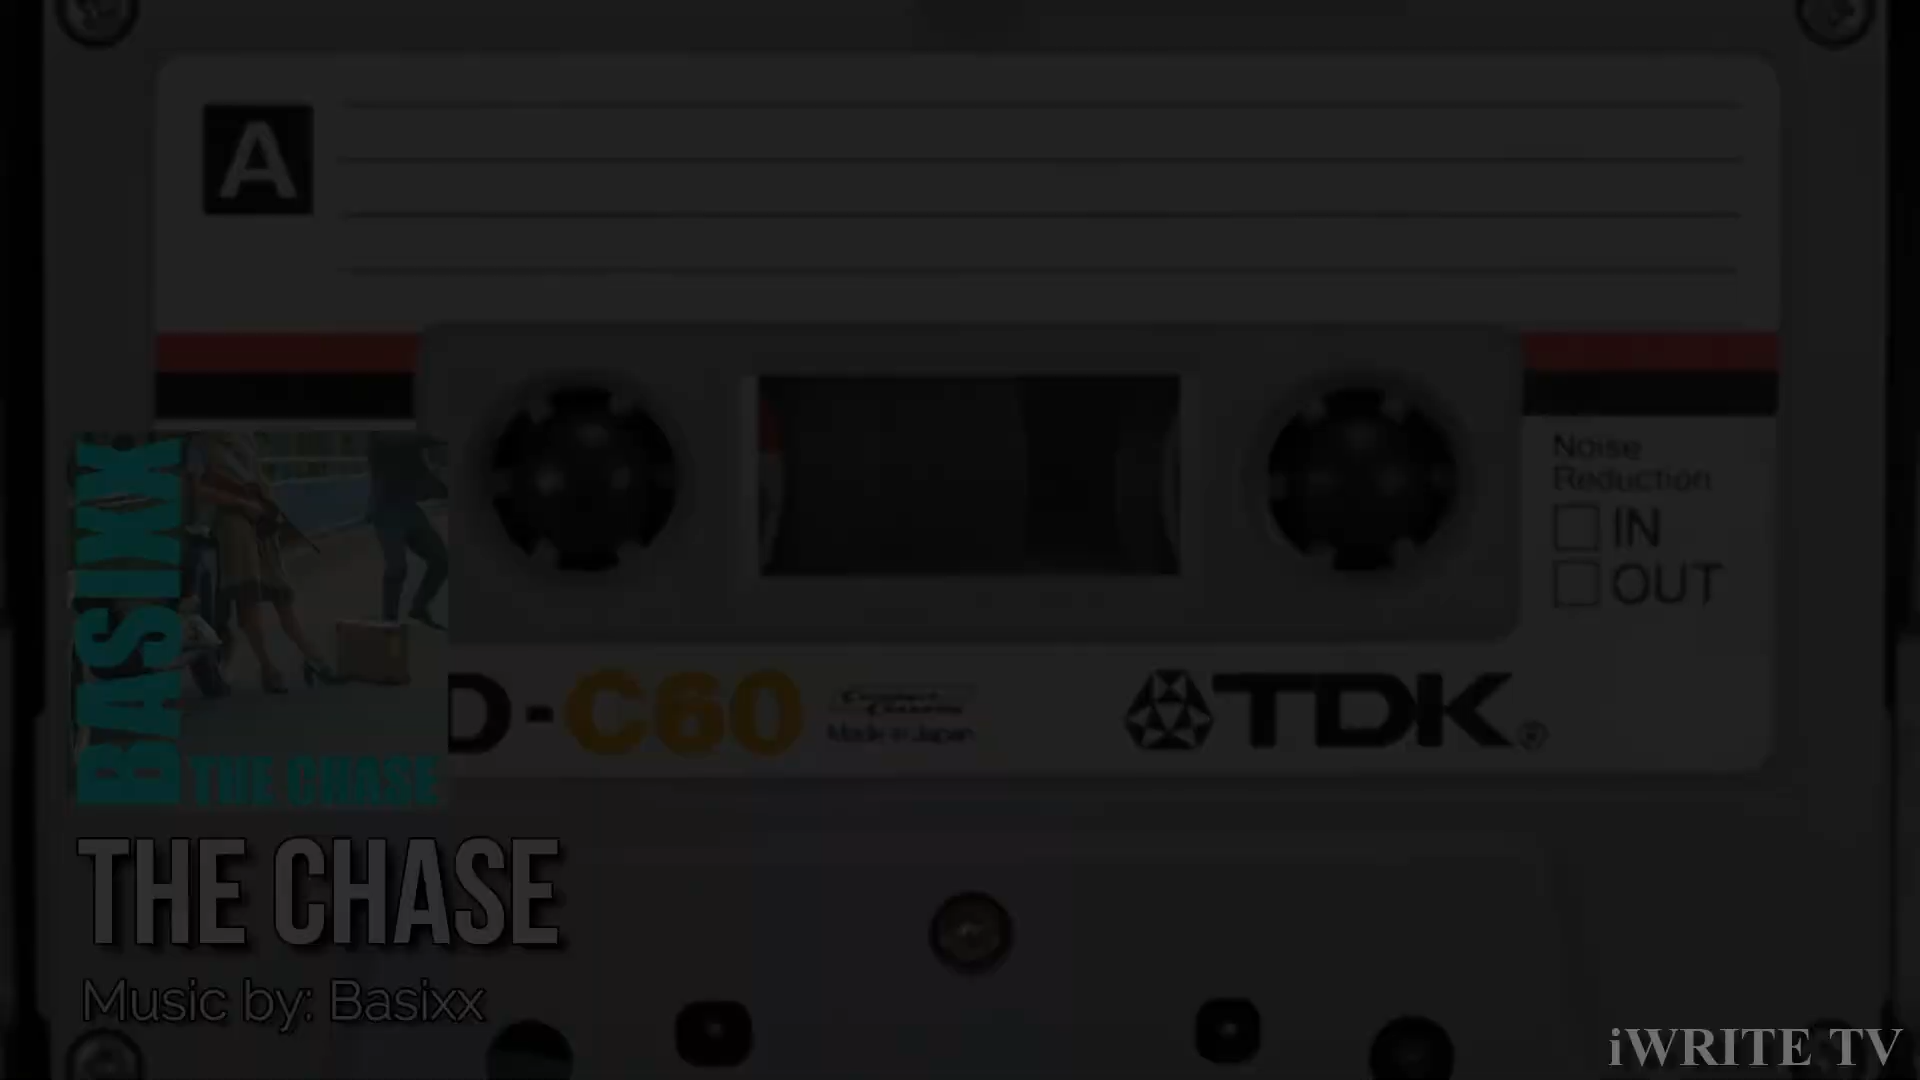 A
Noise
Reduction
IN
OUT
BASIXX
THE CHASE
D-C60
Made in Japan
TDK®
THE CHASE
Music by: Basixx
iWRITE TV